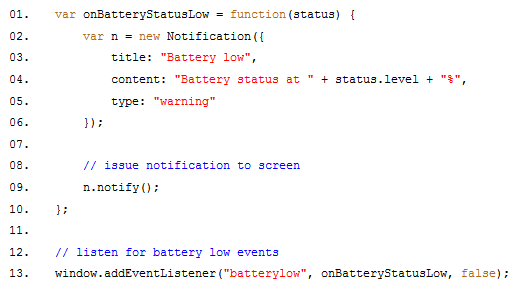 01. var onBatteryStatusLow = function(status) {
02. var n = new Notification({
03. title: "Battery low",
04. content: "Battery status at " + status.level + "%",
05. type: "warning"
06. });
07.
08. // issue notification to screen
09. n.notify();
10. };
11.
12. // listen for battery low events
13. window.addEventListener("batterylow", onBatteryStatusLow, false);